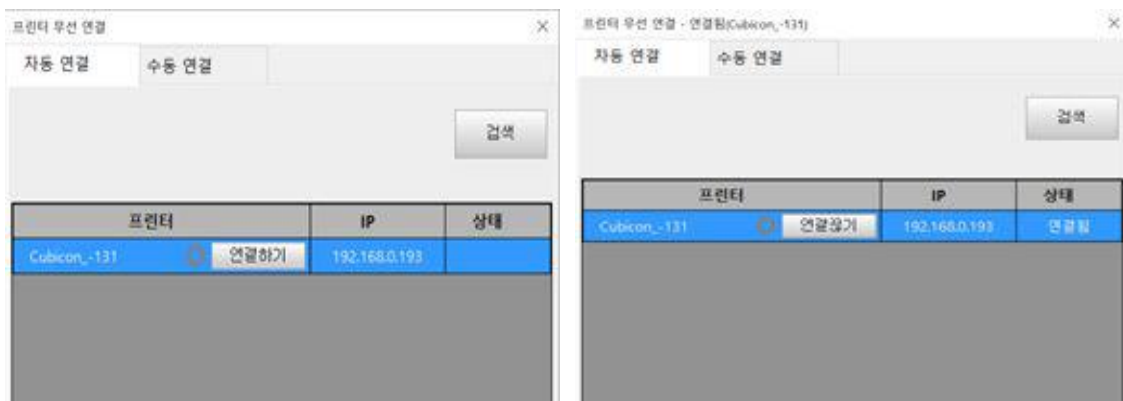 프린터 무선 연결
자동 연결 수동 연결
검색
프린터 IP 상태
Cubicon_-131 연결하기 192.168.0.193
프린터 무선 연결 - 연결됨(Cubicon_-131)
자동 연결 수동 연결
검색
프린터 IP 상태
Cubicon_-131 연결끊기 192.168.0.193 연결됨